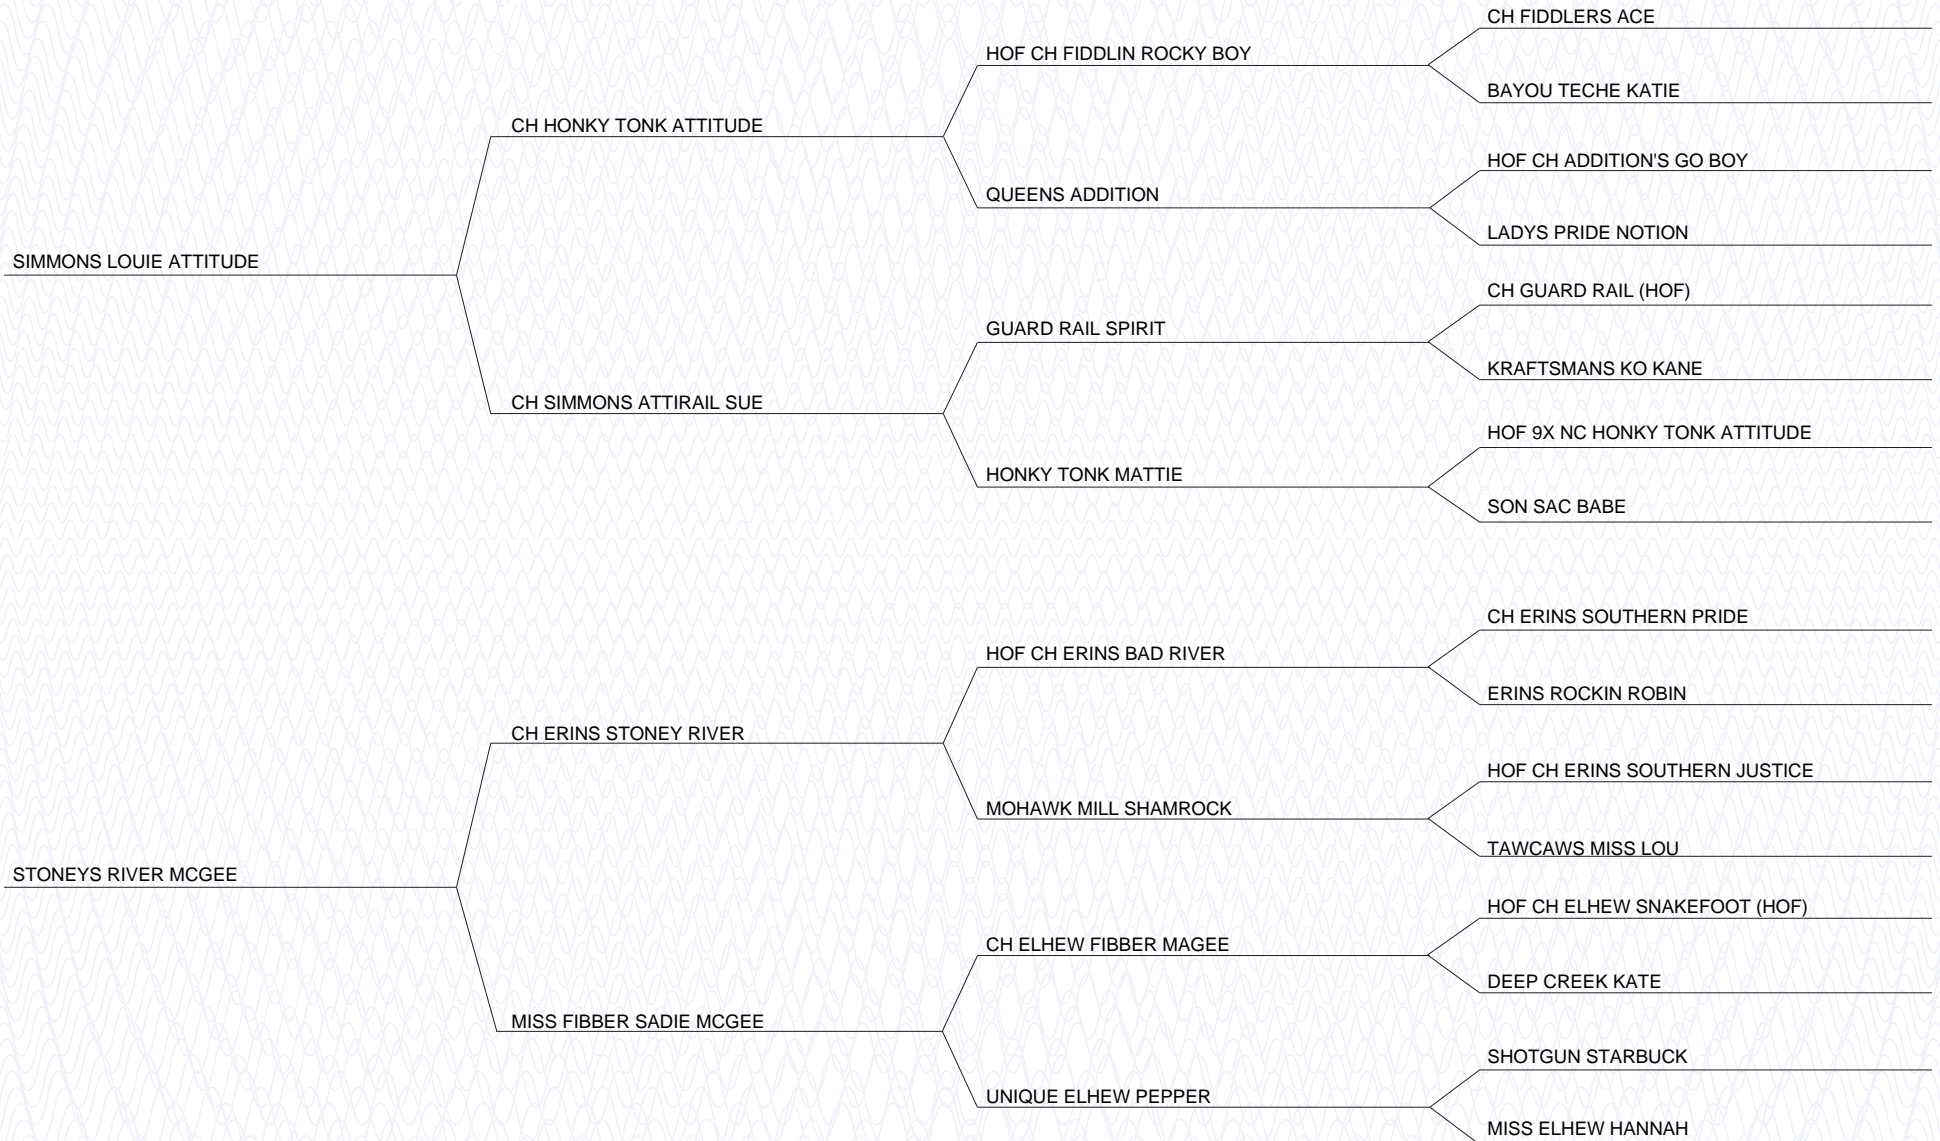 CH FIDDLERS ACE
HOF CH FIDDLIN ROCKY BOY
BAYOU TECHE KATIE
CH HONKY TONK ATTITUDE
HOF CH ADDITION'S GO BOY
QUEENS ADDITION
LADYS PRIDE NOTION
SIMMONS LOUIE ATTITUDE
CH GUARD RAIL (HOF)
GUARD RAIL SPIRIT
KRAFTSMANS KO KANE
CH SIMMONS ATTIRAIL SUE
HOF 9X NC HONKY TONK ATTITUDE
HONKY TONK MATTIE
SON SAC BABE
CH ERINS SOUTHERN PRIDE
HOF CH ERINS BAD RIVER
ERINS ROCKIN ROBIN
CH ERINS STONEY RIVER
HOF CH ERINS SOUTHERN JUSTICE
MOHAWK MILL SHAMROCK
TAWCAWS MISS LOU
STONEYS RIVER MCGEE
HOF CH ELHEW SNAKEFOOT (HOF)
CH ELHEW FIBBER MAGEE
DEEP CREEK KATE
MISS FIBBER SADIE MCGEE
SHOTGUN STARBUCK
UNIQUE ELHEW PEPPER
MISS ELHEW HANNAH